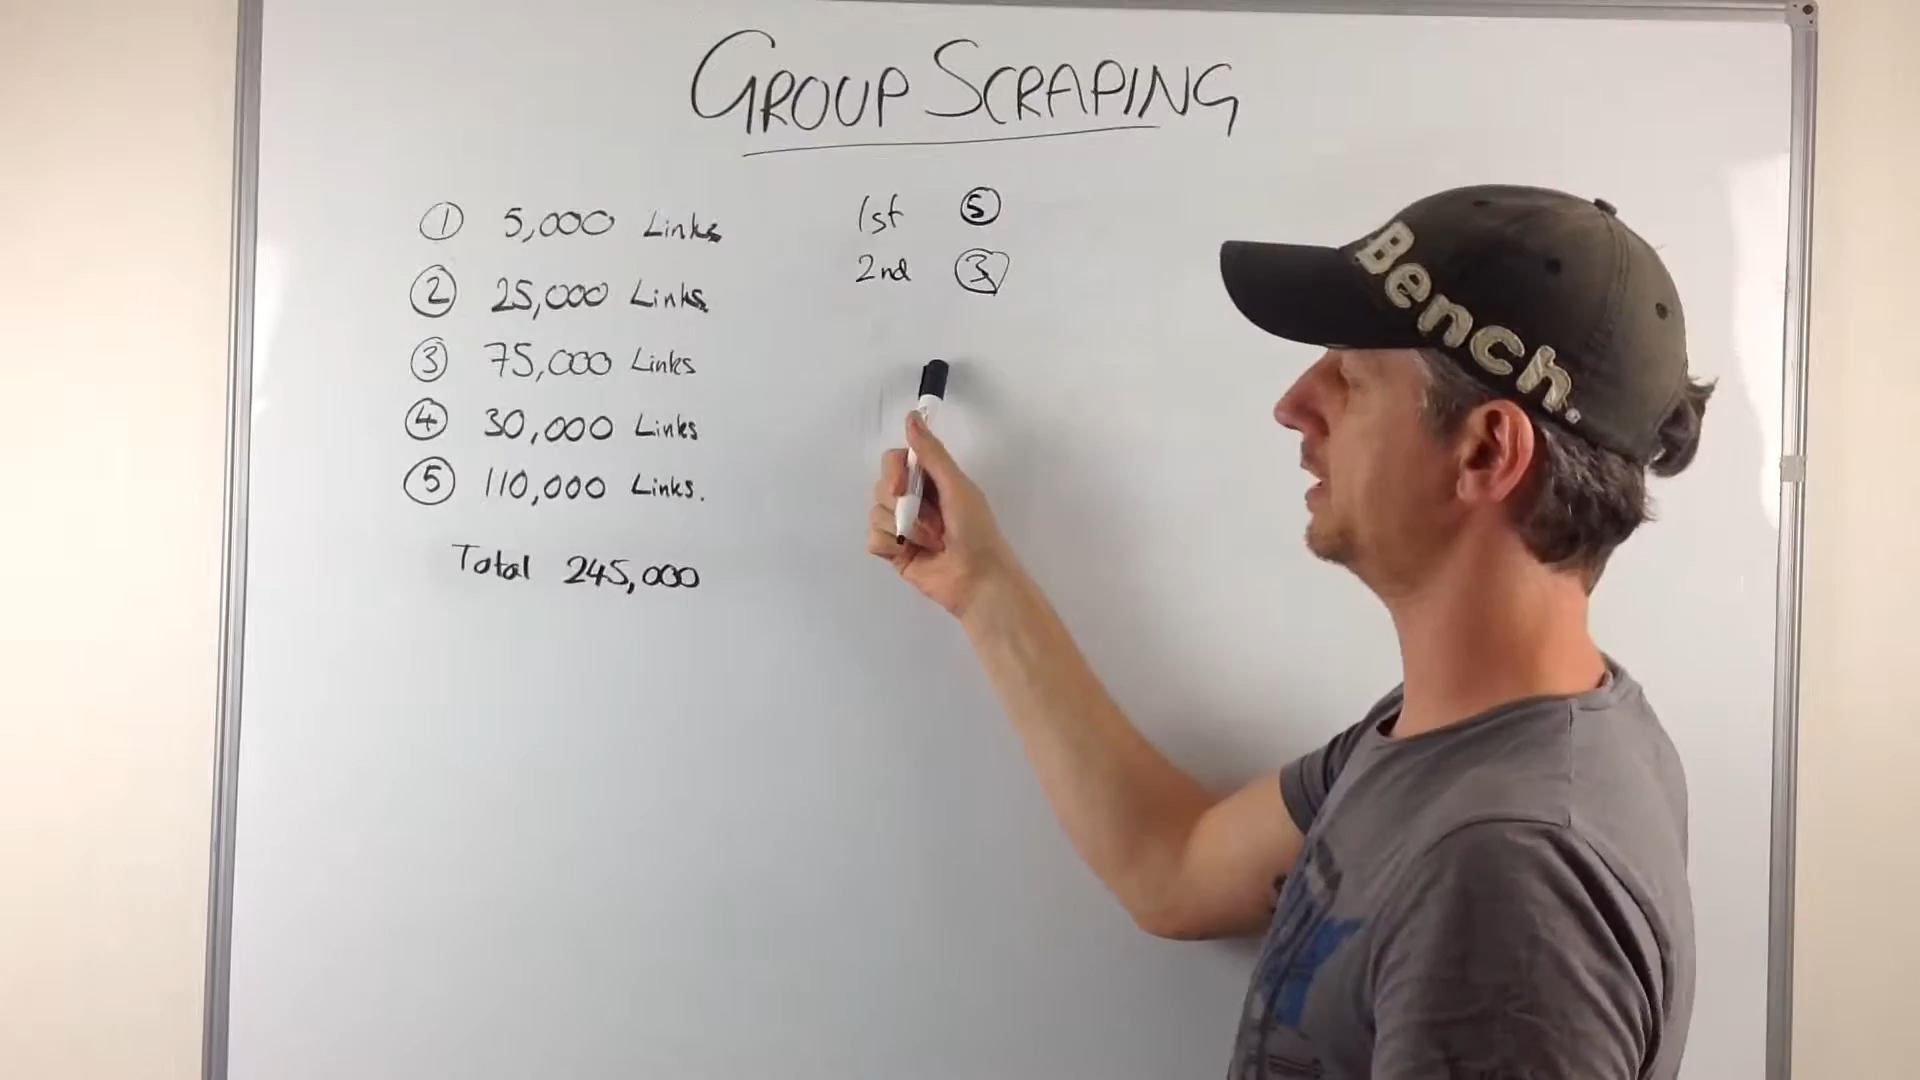 GROUP SCRAPING
① 5,000 Links
② 25,000 Links
③ 75,000 Links
④ 30,000 Links
⑤ 110,000 Links.
Total 245,000
1st ⑤
2nd ③
Bench.